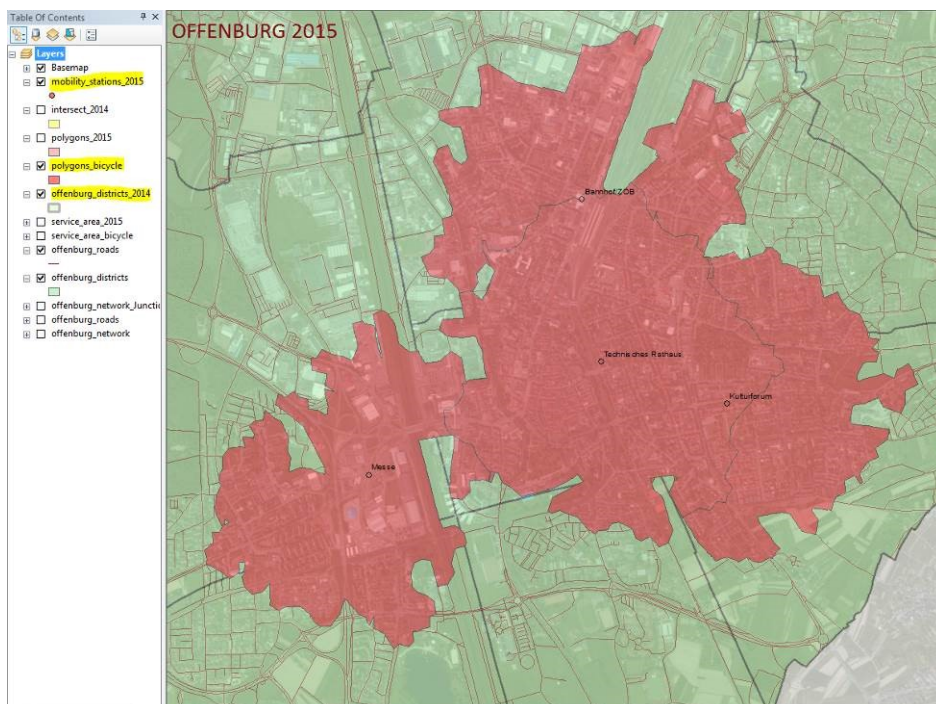 Table Of Contents
Layers
Basemap
mobility_stations_2015
intersect_2014
polygons_2015
polygons_bicycle
offenburg_districts_2014
service_area_2015
service_area_bicycle
offenburg_roads
offenburg_districts
offenburg_network_Junctio
offenburg_roads
offenburg_network
OFFENBURG 2015
Bahnhof ZOB
Technisches Rathaus
Kulturforum
Messe